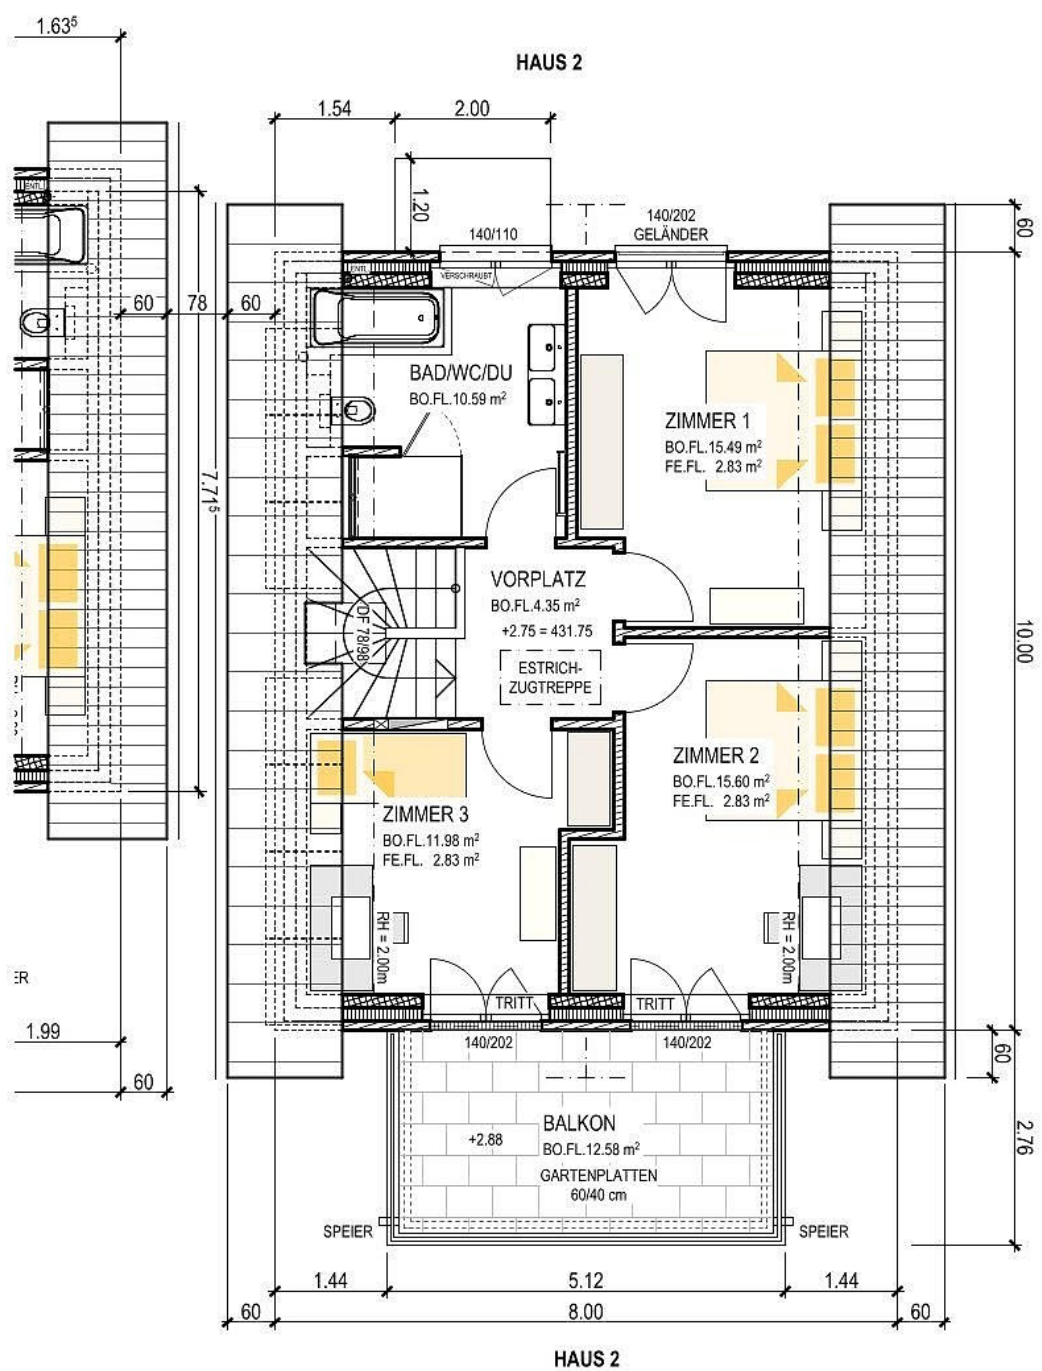 1.63⁵
HAUS 2
1.54
2.00
1.20
60
140/110
140/202
GELÄNDER
ENTL.
ENTL.
VERSCHRAUBT
60
78
60
BAD/WC/DU
BO.FL.10.59 m²
ZIMMER 1
BO.FL.15.49 m²
FE.FL. 2.83 m²
7.71⁵
VORPLATZ
BO.FL.4.35 m²
+2.75 = 431.75
DF 78/98
ESTRICH-
ZUGTREPPE
10.00
ZIMMER 2
BO.FL.15.60 m²
FE.FL. 2.83 m²
ZIMMER 3
BO.FL.11.98 m²
FE.FL. 2.83 m²
RH = 2.00m
RH = 2.00m
ER
TRITT
TRITT
1.99
140/202
140/202
60
60
2.76
BALKON
+2.88
BO.FL.12.58 m²
GARTENPLATTEN
60/40 cm
SPEIER
SPEIER
1.44
5.12
1.44
60
8.00
60
HAUS 2